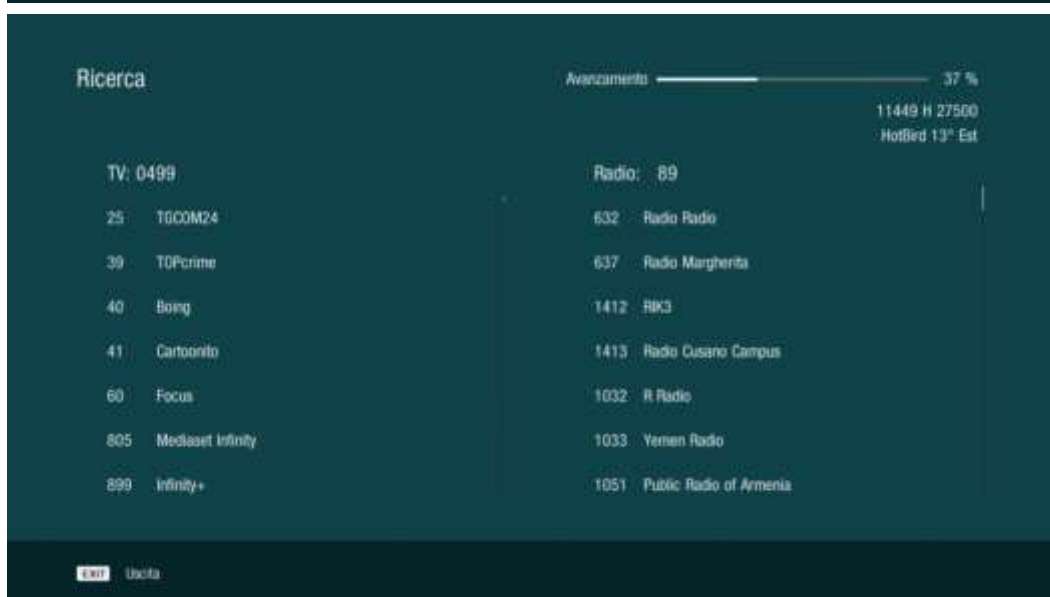 Ricerca
Avanzamento 37 %
11449 H 27500
HotBird 13° Est
TV: 0499
Radio: 89
25 TGCOM24
632 Radio Radio
39 TOPcrime
637 Radio Margherita
40 Boing
1412 RIK3
41 Cartoonito
1413 Radio Cusano Campus
60 Focus
1032 R Radio
805 Mediaset Infinity
1033 Yemen Radio
899 Infinity+
1051 Public Radio of Armenia
EXIT Uscita